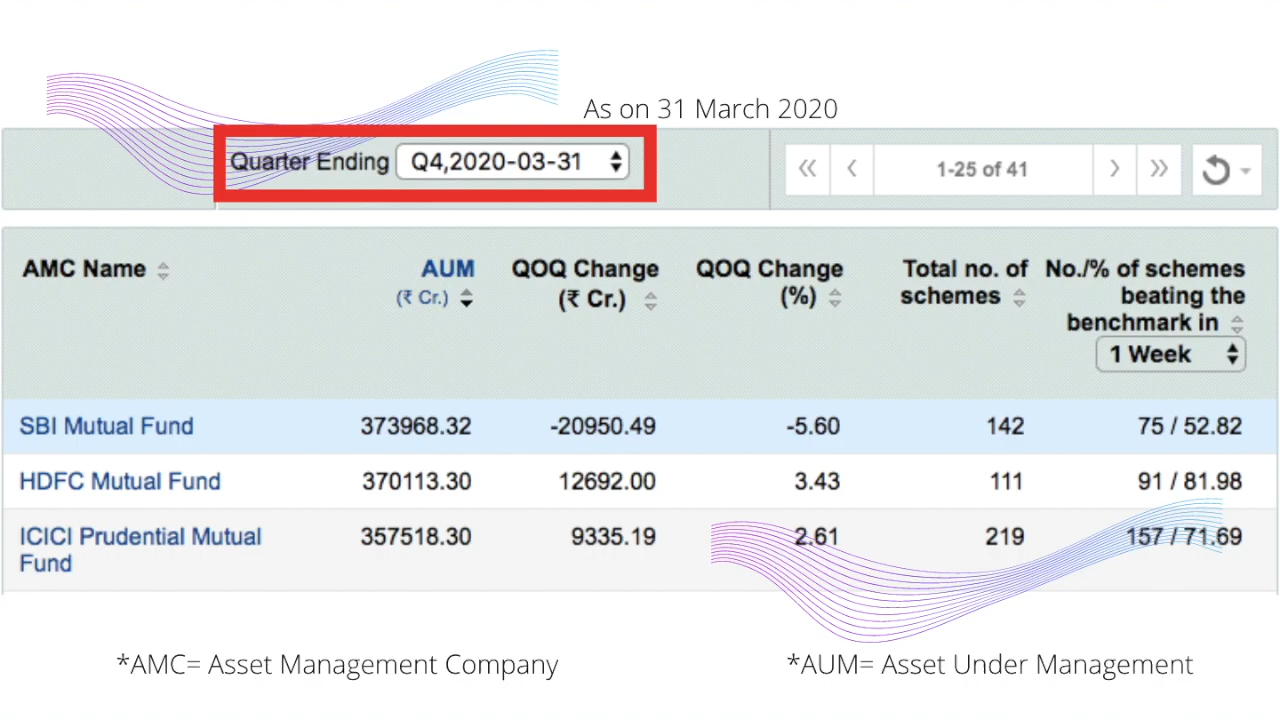 As on 31 March 2020
Quarter Ending Q4,2020-03-31
1-25 of 41
AMC Name AUM QOQ Change QOQ Change Total no. of No./% of schemes
(₹ Cr.) (₹ Cr.) (%) schemes beating the
benchmark in
1 Week
SBI Mutual Fund 373968.32 -20950.49 -5.60 142 75 / 52.82
HDFC Mutual Fund 370113.30 12692.00 3.43 111 91 / 81.98
ICICI Prudential Mutual 357518.30 9335.19 2.61 219 157 / 71.69
Fund
*AMC= Asset Management Company *AUM= Asset Under Management